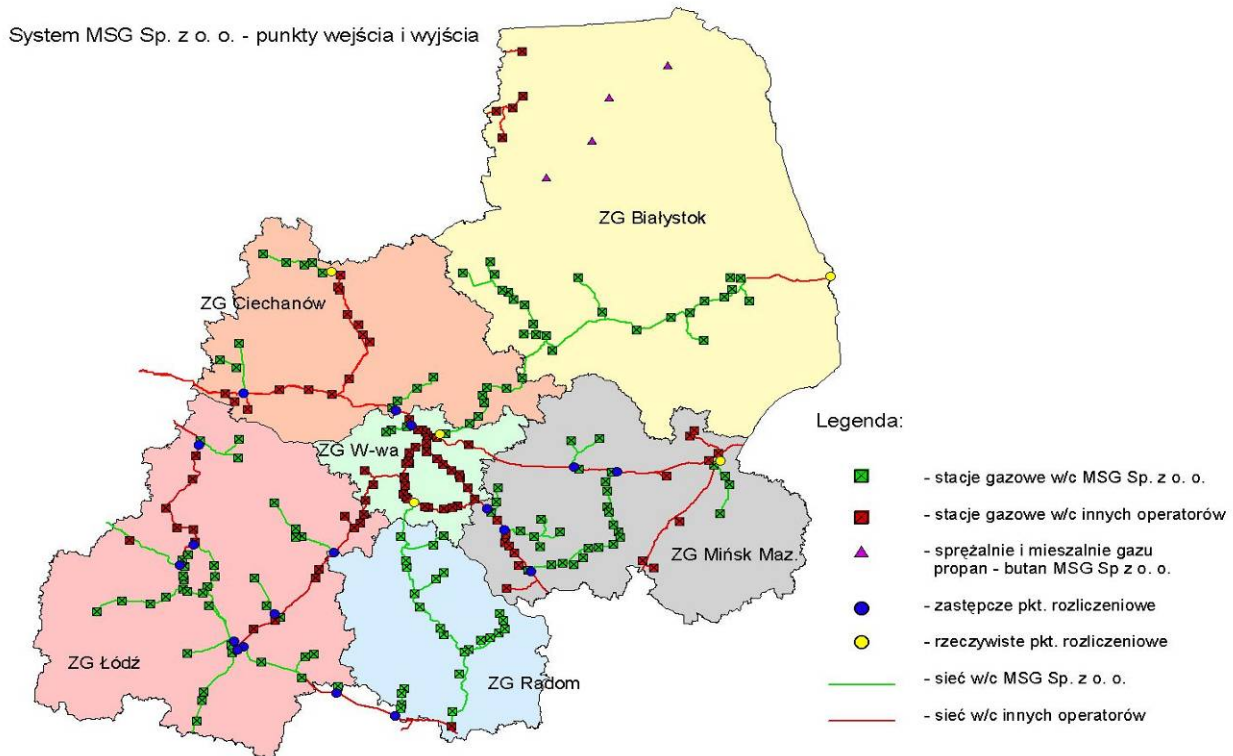 System MSG Sp. z o. o. - punkty wejścia i wyjścia
ZG Białystok
ZG Ciechanów
ZG W-wa
ZG Mińsk Maz.
ZG Łódź
ZG Radom
Legenda:
- stacje gazowe w/c MSG Sp. z o. o.
- stacje gazowe w/c innych operatorów
- sprężalnie i mieszalnie gazu
propan - butan MSG Sp z o. o.
- zastępcze pkt. rozliczeniowe
- rzeczywiste pkt. rozliczeniowe
- sieć w/c MSG Sp. z o. o.
- sieć w/c innych operatorów